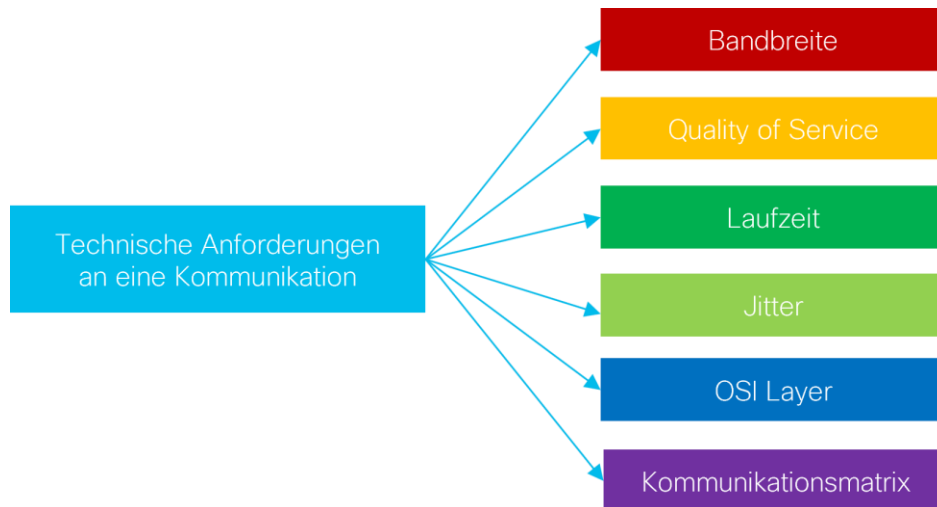 Bandbreite
Quality of Service
Technische Anforderungen
an eine Kommunikation
Laufzeit
Jitter
OSI Layer
Kommunikationsmatrix